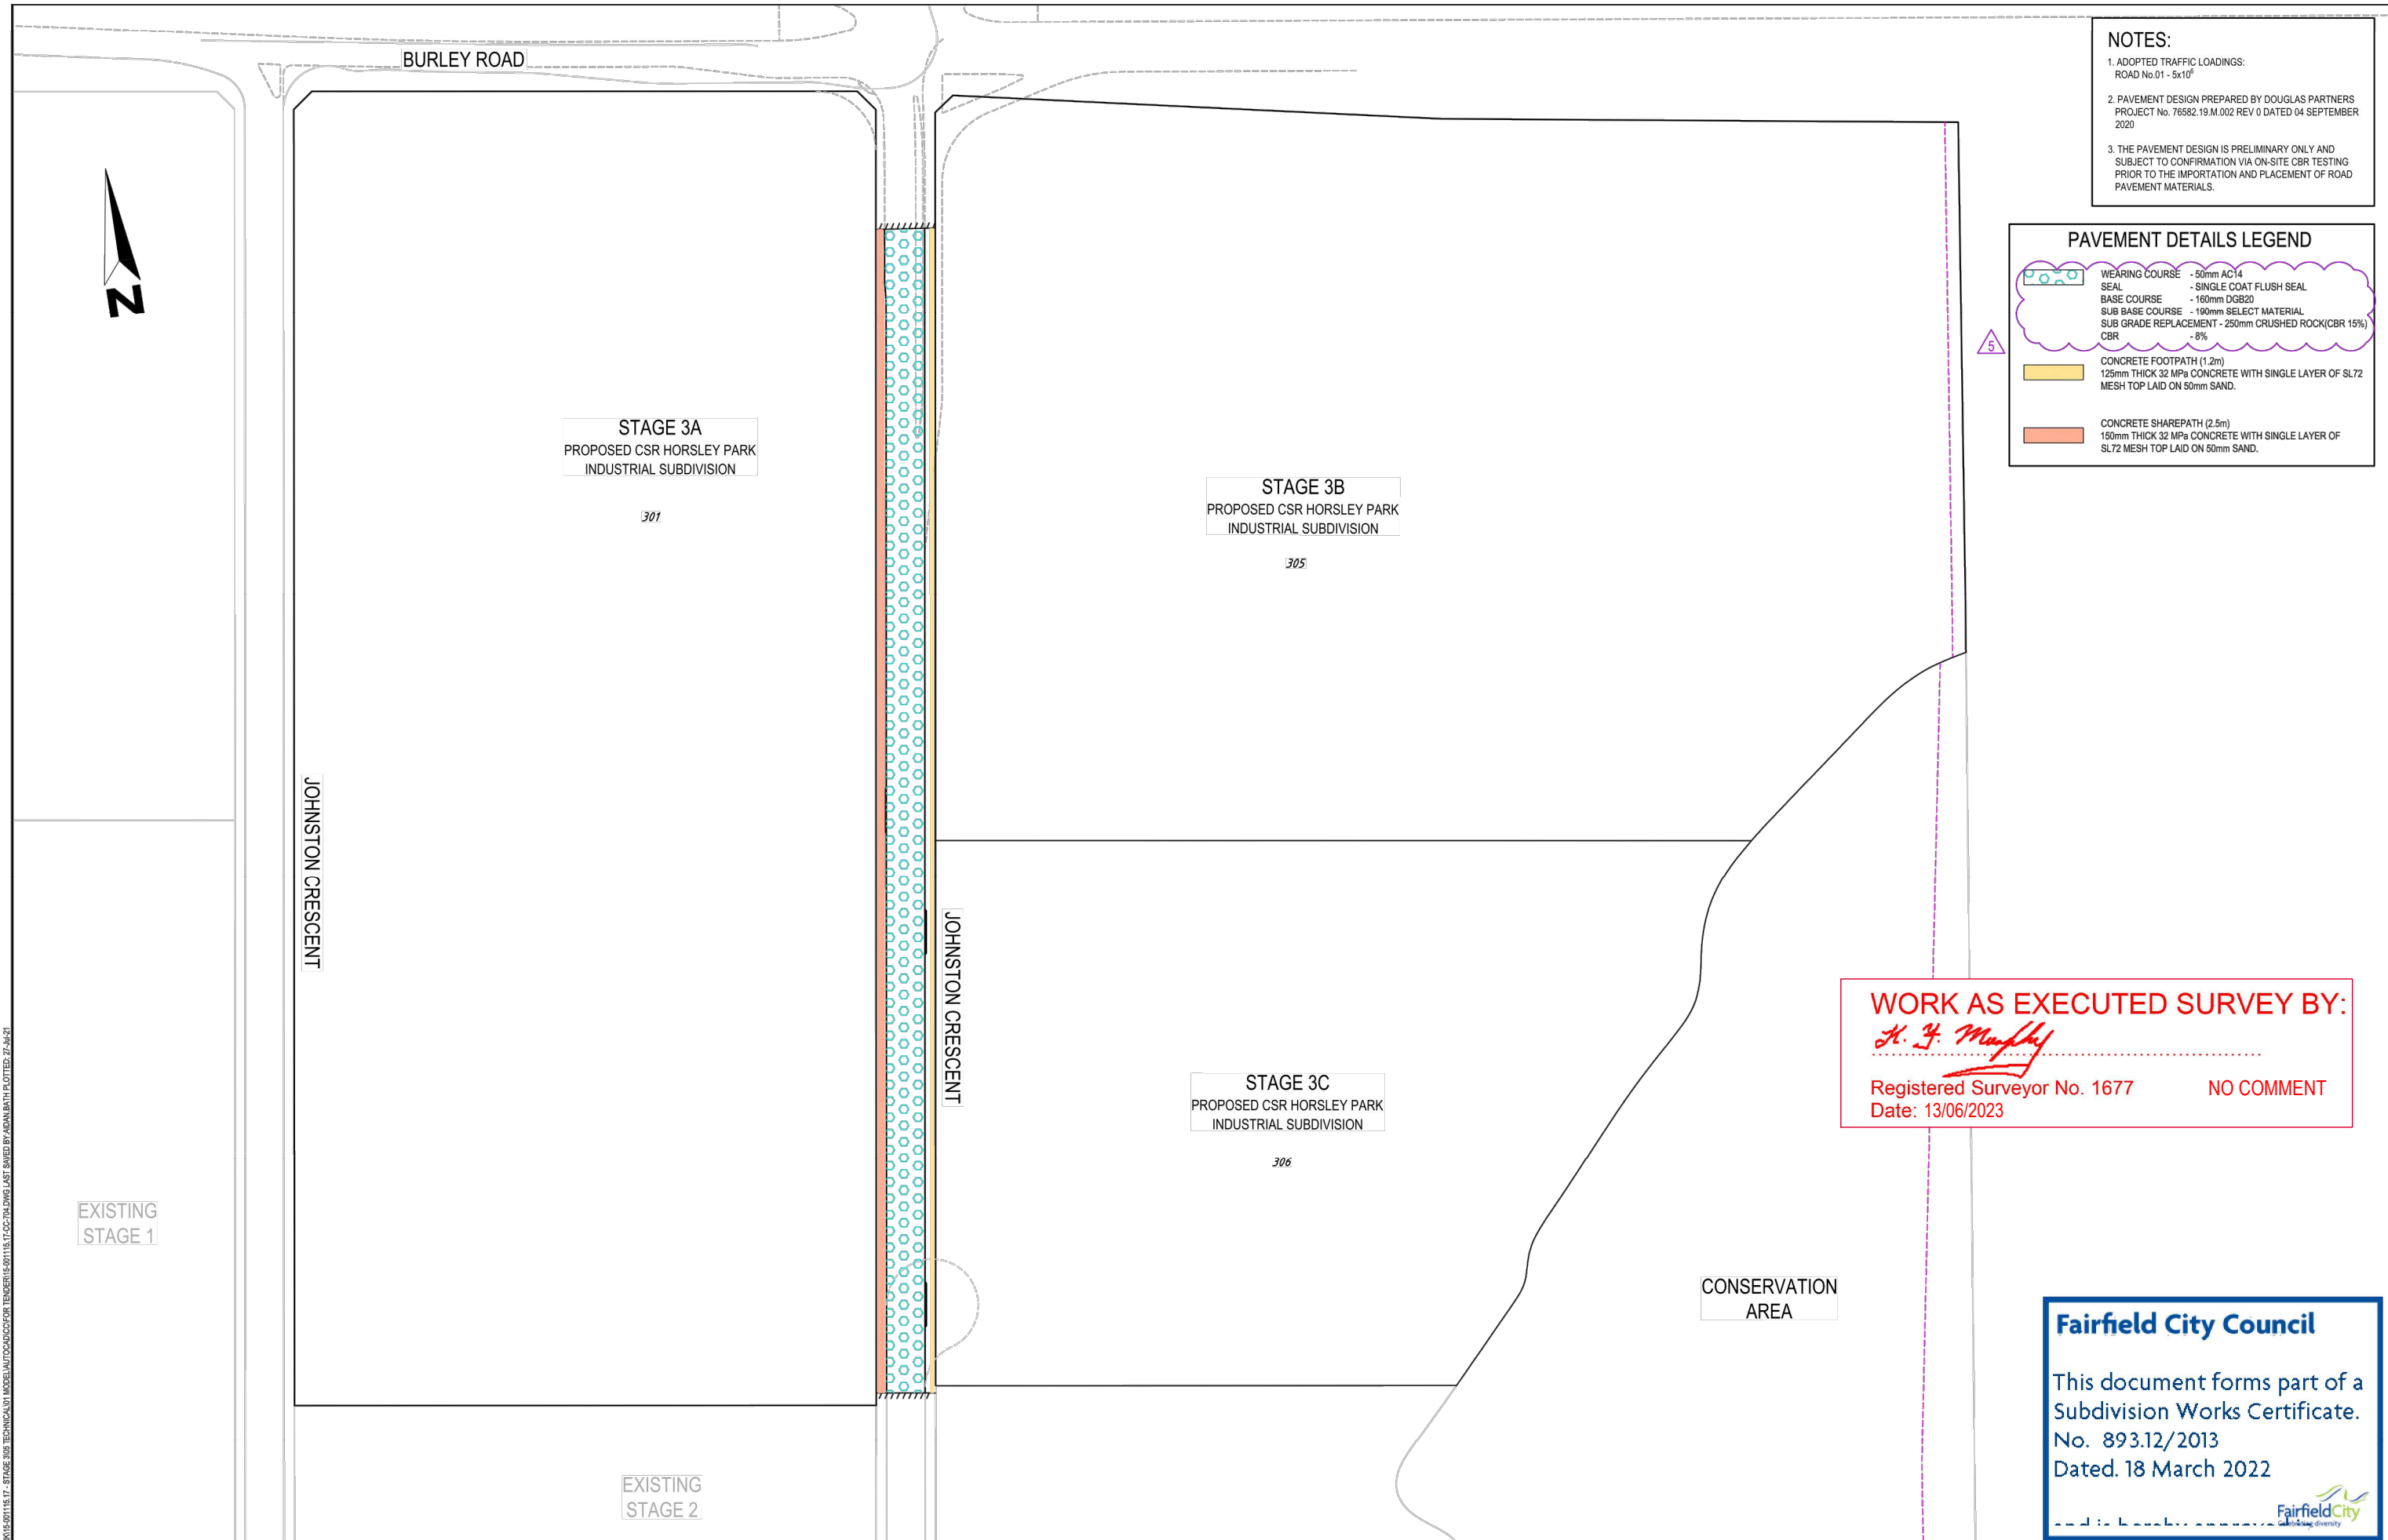 BURLEY ROAD
NOTES:
1. ADOPTED TRAFFIC LOADINGS:
ROAD No.01 - 5x10⁶
2. PAVEMENT DESIGN PREPARED BY DOUGLAS PARTNERS
PROJECT No. 76582.19.M.002 REV 0 DATED 04 SEPTEMBER
2020
3. THE PAVEMENT DESIGN IS PRELIMINARY ONLY AND
SUBJECT TO CONFIRMATION VIA ON-SITE CBR TESTING
PRIOR TO THE IMPORTATION AND PLACEMENT OF ROAD
PAVEMENT MATERIALS.
PAVEMENT DETAILS LEGEND
WEARING COURSE - 50mm AC14
SEAL - SINGLE COAT FLUSH SEAL
BASE COURSE - 160mm DGB20
SUB BASE COURSE - 190mm SELECT MATERIAL
SUB GRADE REPLACEMENT - 250mm CRUSHED ROCK(CBR 15%)
CBR - 8%
5
CONCRETE FOOTPATH (1.2m)
125mm THICK 32 MPa CONCRETE WITH SINGLE LAYER OF SL72
MESH TOP LAID ON 50mm SAND.
CONCRETE SHAREPATH (2.5m)
150mm THICK 32 MPa CONCRETE WITH SINGLE LAYER OF
SL72 MESH TOP LAID ON 50mm SAND.
N
STAGE 3A
PROPOSED CSR HORSLEY PARK
INDUSTRIAL SUBDIVISION
301
STAGE 3B
PROPOSED CSR HORSLEY PARK
INDUSTRIAL SUBDIVISION
305
JOHNSTON CRESCENT
JOHNSTON CRESCENT
STAGE 3C
PROPOSED CSR HORSLEY PARK
INDUSTRIAL SUBDIVISION
306
WORK AS EXECUTED SURVEY BY:
Registered Surveyor No. 1677 NO COMMENT
Date: 13/06/2023
EXISTING
STAGE 1
CONSERVATION
AREA
EXISTING
STAGE 2
Fairfield City Council
This document forms part of a
Subdivision Works Certificate.
No. 893.12/2013
Dated. 18 March 2022
FairfieldCity
Celebrating diversity